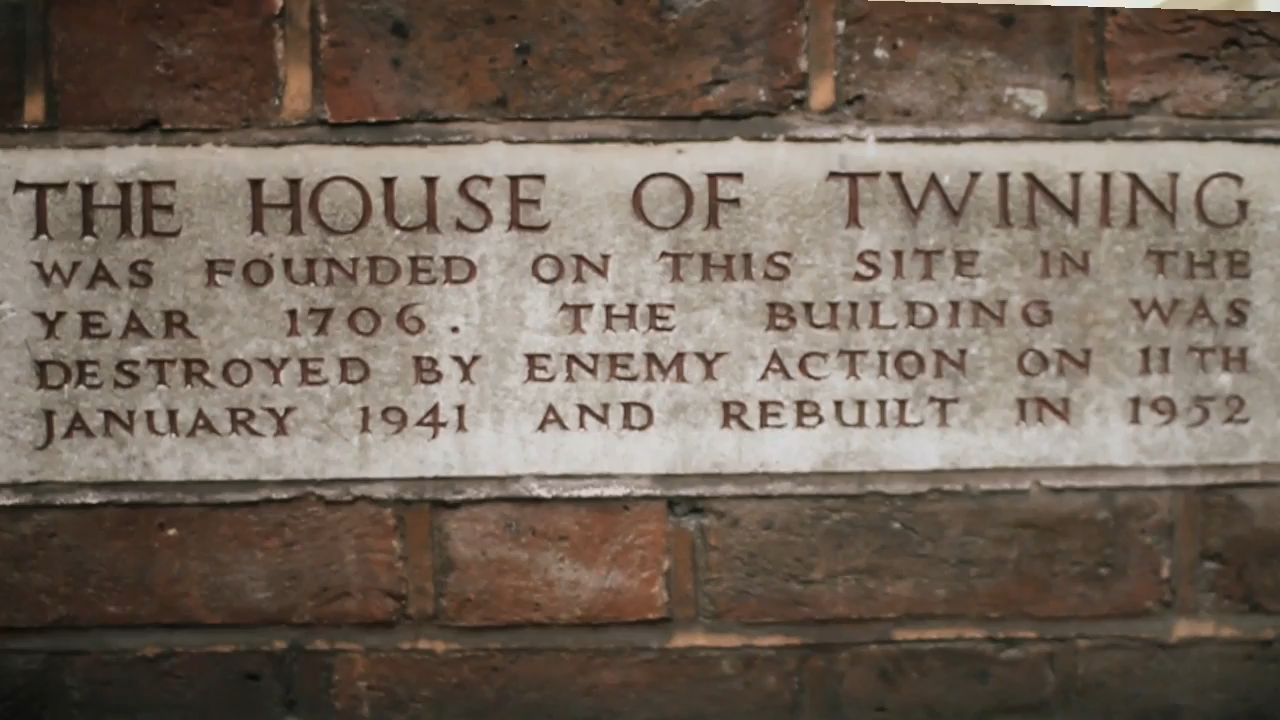 THE HOUSE OF TWINING
WAS FOUNDED ON THIS SITE IN THE
YEAR 1706. THE BUILDING WAS
DESTROYED BY ENEMY ACTION ON 11TH
JANUARY 1941 AND REBUILT IN 1952